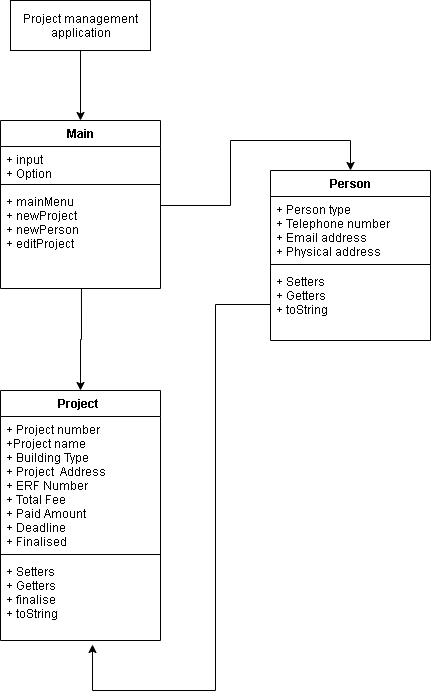 Project management
application
Main
+ input
+ Option
+ mainMenu
+ newProject
+ newPerson
+ editProject
Person
+ Person type
+ Telephone number
+ Email address
+ Physical address
+ Setters
+ Getters
+ toString
Project
+ Project number
+Project name
+ Building Type
+ Project Address
+ ERF Number
+ Total Fee
+ Paid Amount
+ Deadline
+ Finalised
+ Setters
+ Getters
+ finalise
+ toString